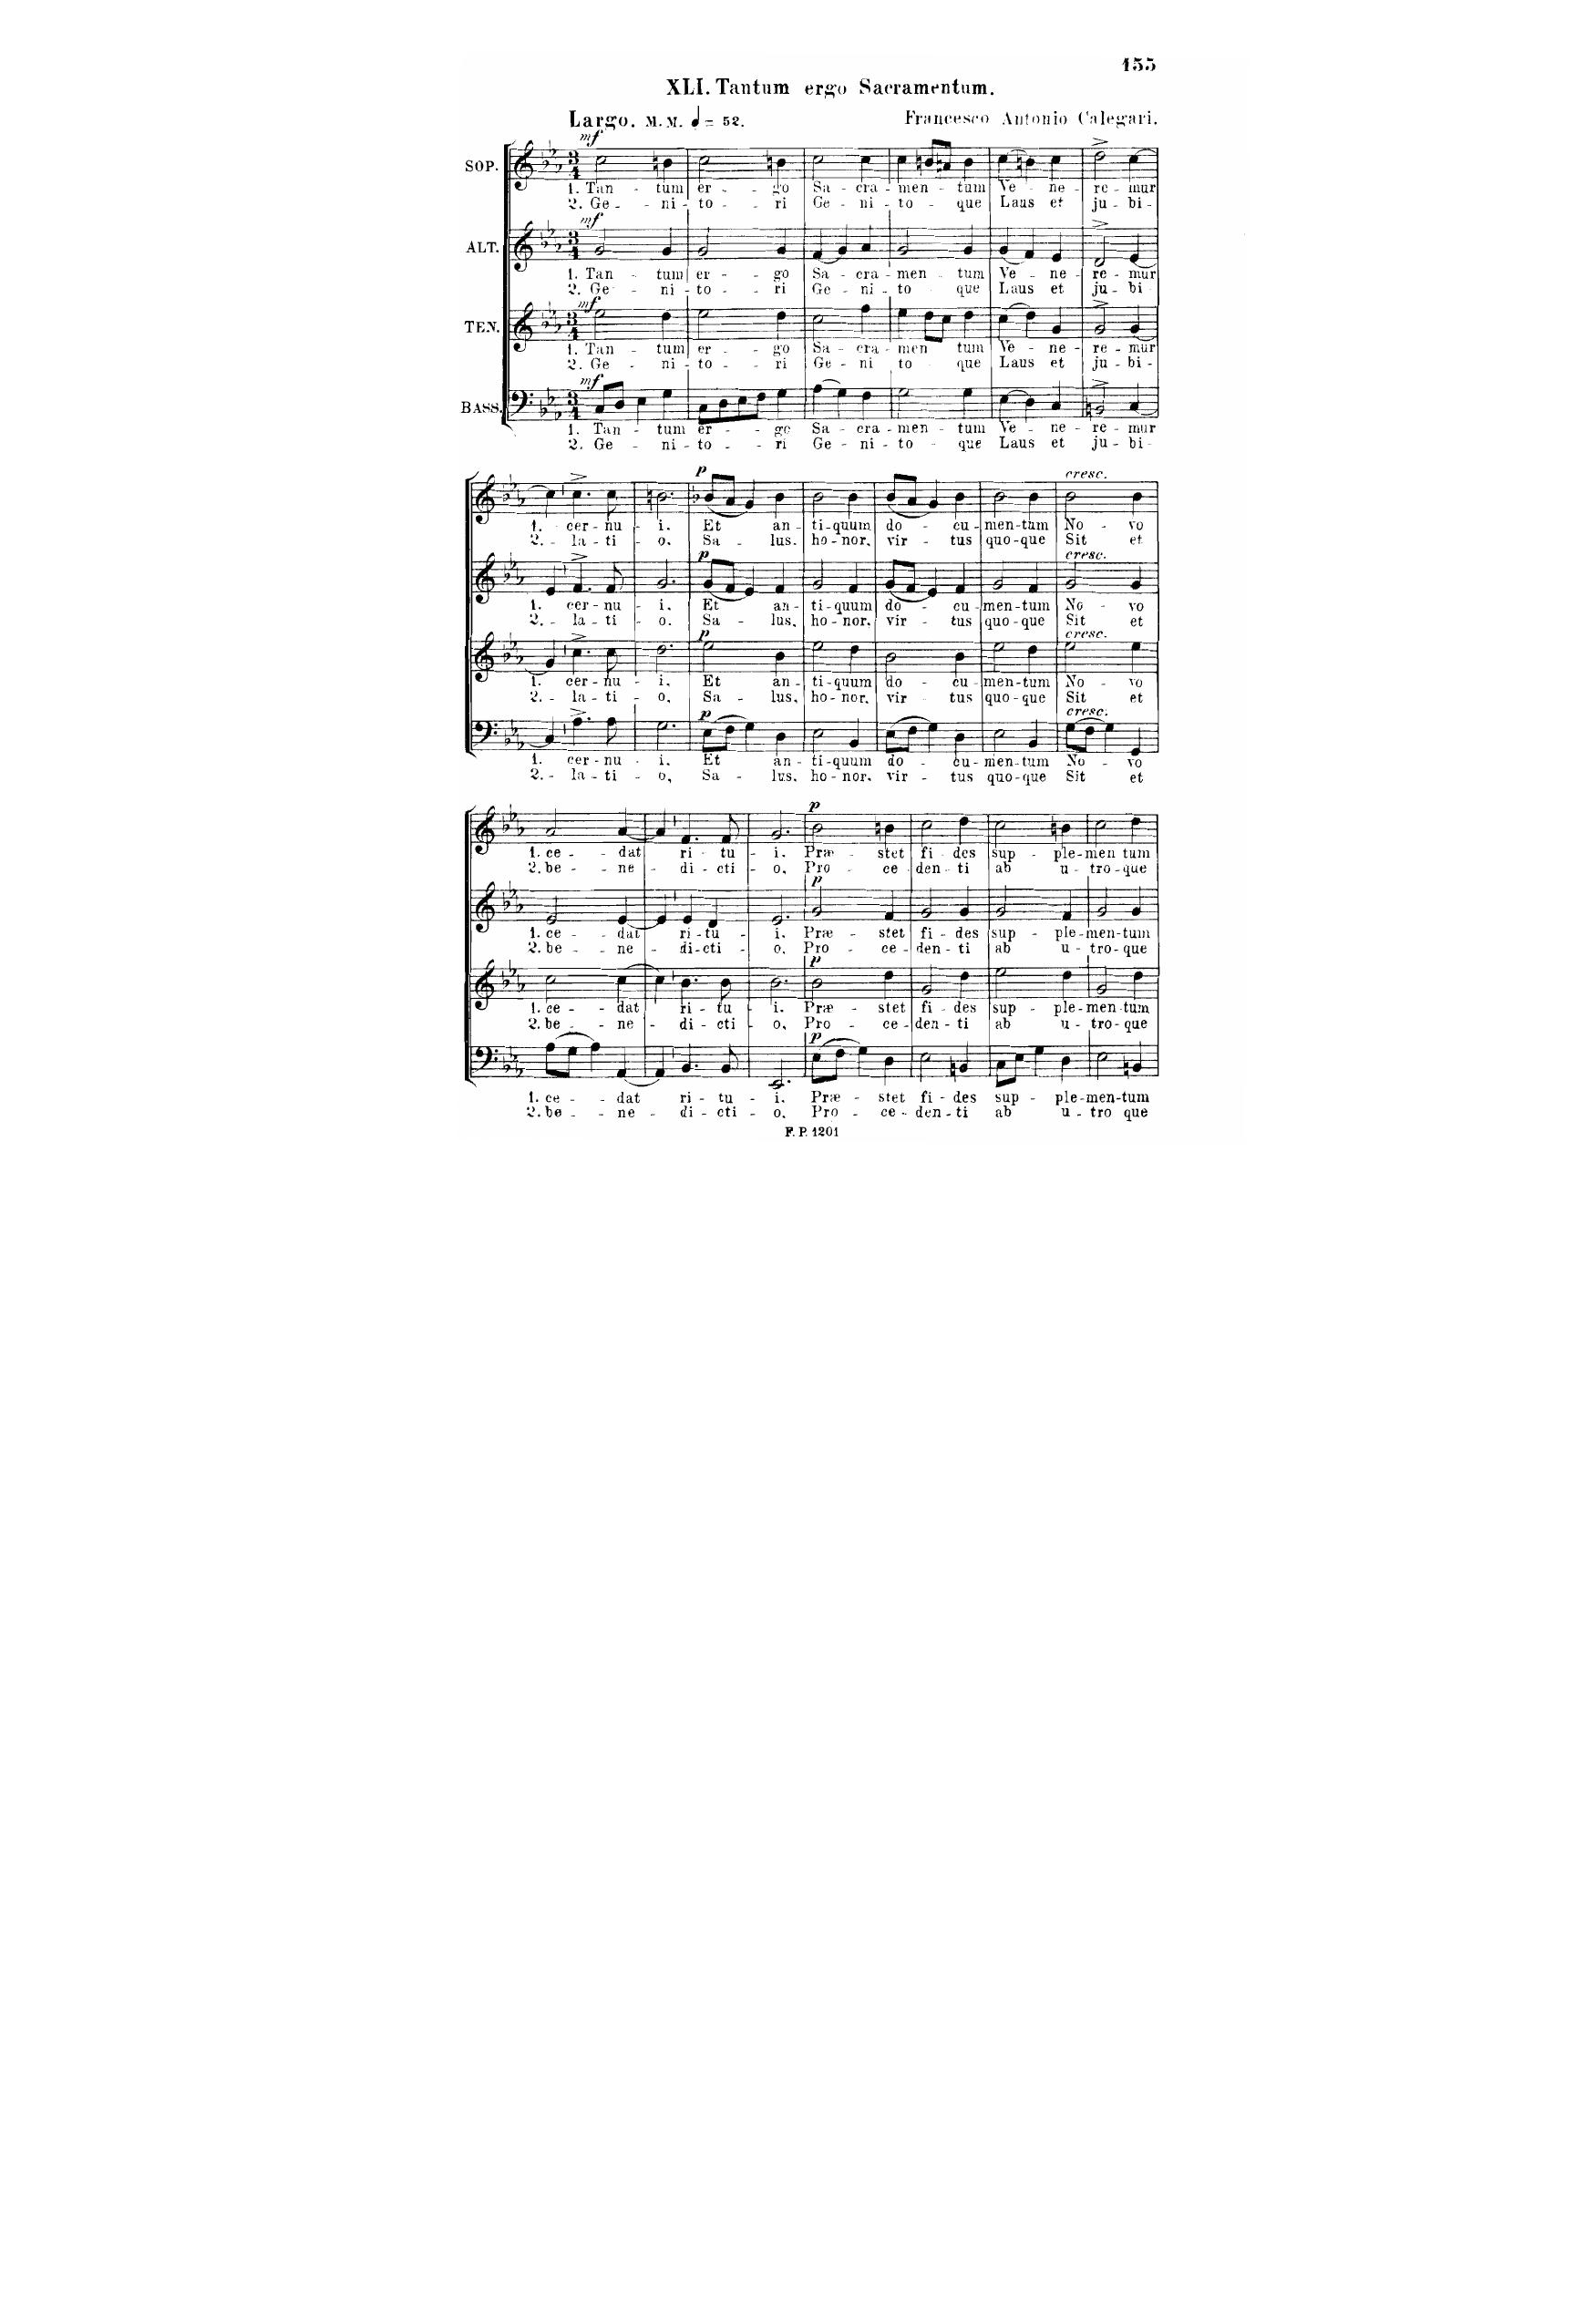 155
XLI. Tantum ergo Sacramentum.
Largo. M. M. = 52.
Francesco Antonio Calegari.
mf
SOP.
1. Tan - tum er - go Sa - cra - men - tum Ve - ne - re - mur
2. Ge - ni - to - ri Ge - ni - to - que Laus et ju - bi -
mf
ALT.
1. Tan - tum er - go Sa - cra - men - tum Ve - ne - re - mur
2. Ge - ni - to - ri Ge - ni - to que Laus et ju - bi
mf
TEN.
1. Tan - tum er - go Sa - cra - men tum Ve - ne - re - mur
2. Ge - ni - to - ri Ge - ni to que Laus et ju - bi -
mf
BASS.
1. Tan - tum er - go Sa - cra - men - tum Ve - ne - re - mur
2. Ge - ni - to - ri Ge - ni - to - que Laus et ju - bi -
p cresc.
1. cer - nu - i. Et an - ti - quum do - cu - men - tum No - vo
2. - la - ti - o. Sa - lus. ho - nor. vir - tus quo - que Sit et
p cresc.
1. cer - nu - i. Et an - ti - quum do - cu - men - tum No - vo
2. - la - ti - o. Sa - lus. ho - nor. vir - tus quo - que Sit et
p cresc.
1. cer - nu - i. Et an - ti - quum do - cu - men - tum No - vo
2. - la - ti - o. Sa - lus. ho - nor. vir - tus quo - que Sit et
p cresc.
1. cer - nu - i. Et an - ti - quum do - cu - men - tum No - vo
2. - la - ti - o, Sa - lus. ho - nor. vir - tus quo - que Sit et
p
1. ce - dat ri - tu - i. Præ - stet fi - des sup - ple - men tum
2. be - ne - di - cti - o. Pro - ce - den - ti ab u - tro - que
p
1. ce - dat ri - tu - i. Præ - stet fi - des sup - ple - men - tum
2. be - ne - di - cti - o. Pro - ce - den - ti ab u - tro - que
p
1. ce - dat ri - tu - i. Præ - stet fi - des sup - ple - men - tum
2. be - ne - di - cti - o. Pro - ce - den - ti ab u - tro - que
p
1. ce - dat ri - tu - i. Præ - stet fi - des sup - ple - men - tum
2. be - ne - di - cti - o. Pro - ce - den - ti ab u - tro que
F. P. 1201